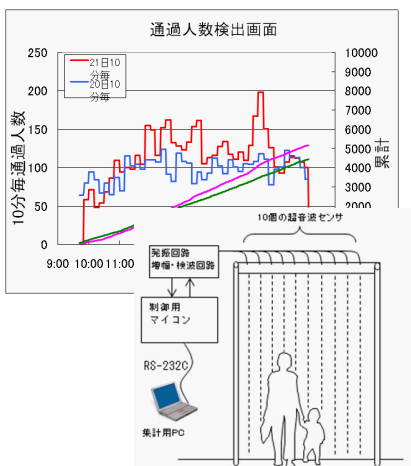 通過人数検出画面
250
200
150
100
50
0
10分毎通過人数
21日10
分毎
20日10
分毎
10000
9000
8000
7000
6000
5000
4000
3000
2000
累計
9:00 10:00 11:00
10個の超音波センサ
発振回路
増幅・検波回路
制御用
マイコン
RS-232C
集計用PC